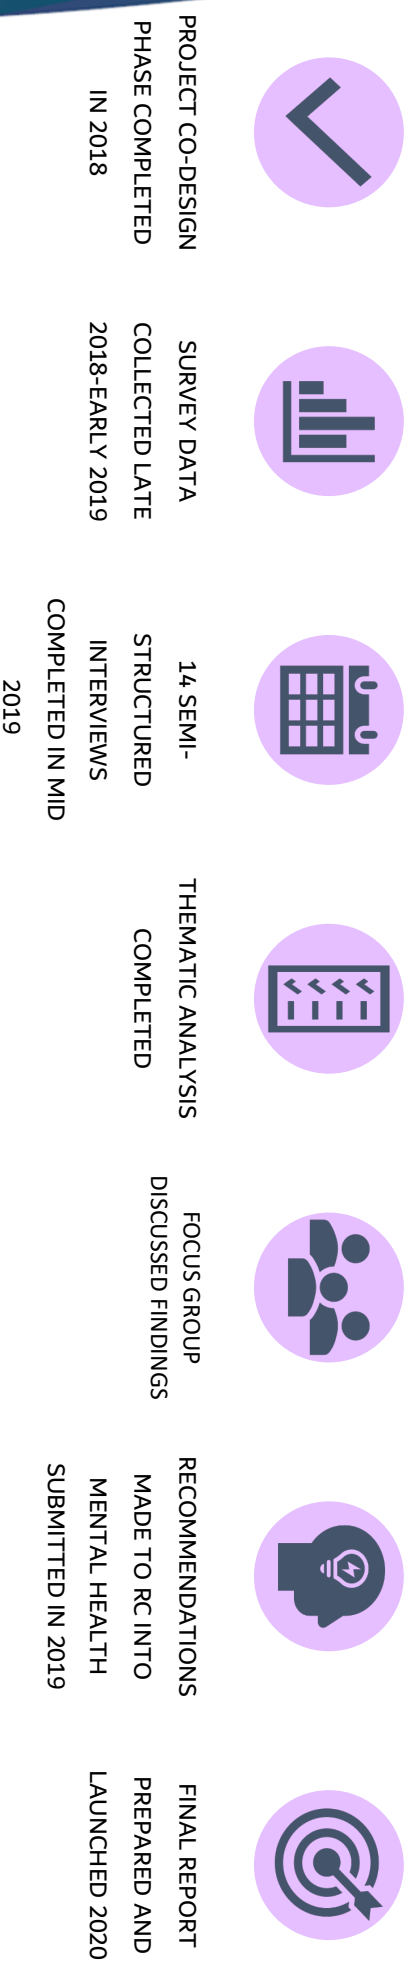 PROJECT CO-DESIGN
PHASE COMPLETED
IN 2018
SURVEY DATA
COLLECTED LATE
2018-EARLY 2019
14 SEMI-
STRUCTURED
INTERVIEWS
COMPLETED IN MID
2019
THEMATIC ANALYSIS
COMPLETED
FOCUS GROUP
DISCUSSED FINDINGS
RECOMMENDATIONS
MADE TO RC INTO
MENTAL HEALTH
SUBMITTED IN 2019
FINAL REPORT
PREPARED AND
LAUNCHED 2020